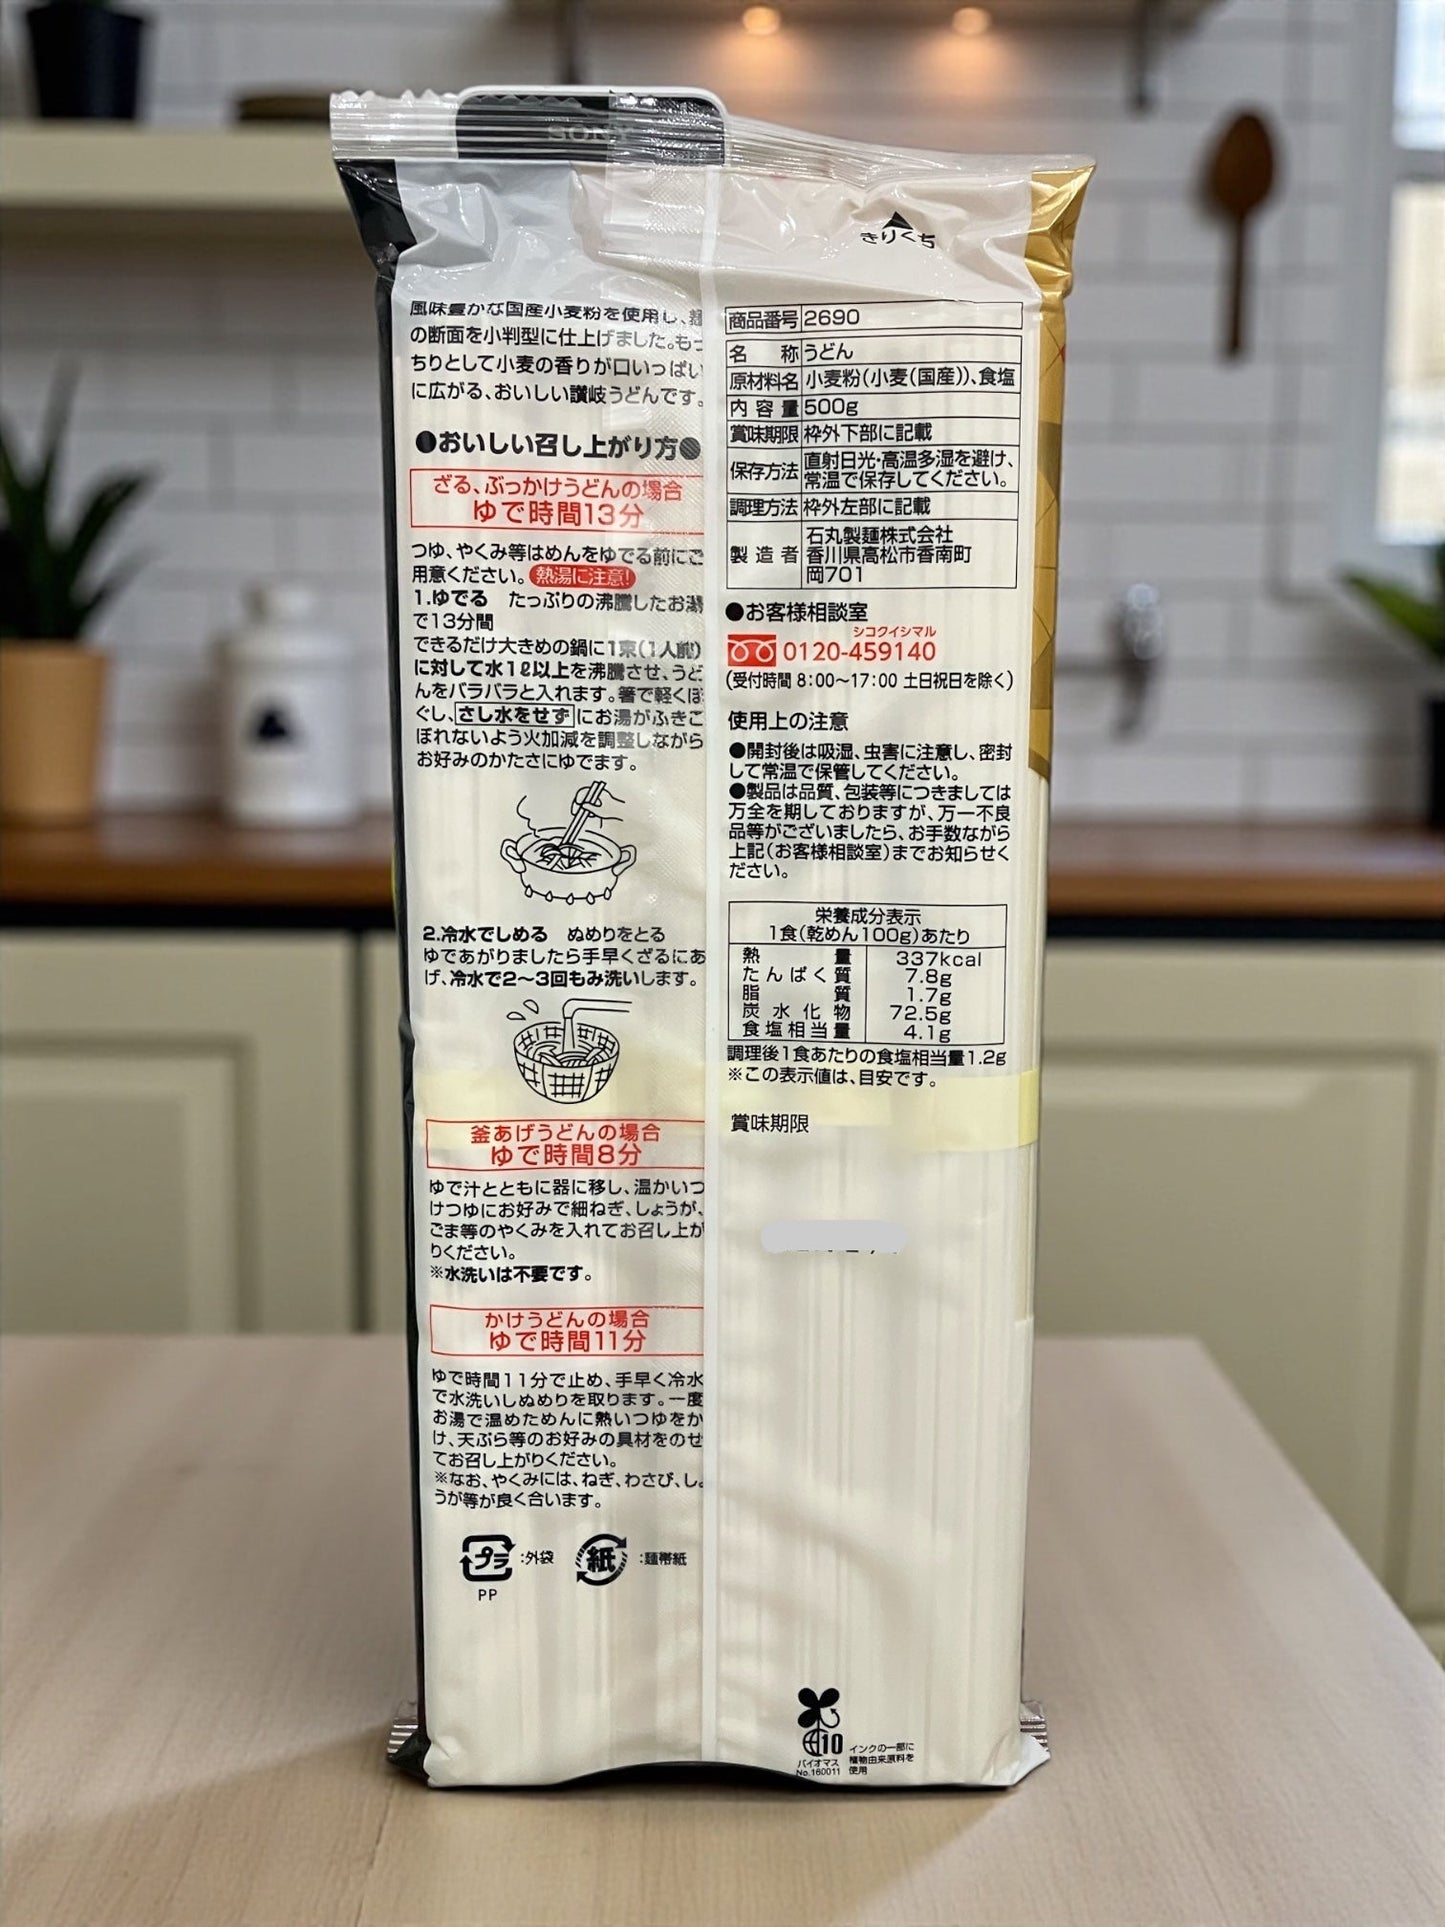 SONY
きりくち
風味豊かな国産小麦粉を使用し、麺
の断面を小判型に仕上げました。もっ
ちりとして小麦の香りが口いっぱい
に広がる、おいしい讃岐うどんです。
●おいしい召し上がり方●
ざる、ぶっかけうどんの場合
ゆで時間13分
つゆ、やくみ等はめんをゆでる前にご
用意ください。 熱湯に注意!
1.ゆでる たっぷりの沸騰したお湯
で13分間
できるだけ大きめの鍋に1束(1人前)
に対して水1ℓ以上を沸騰させ、うど
んをバラバラと入れます。箸で軽くほ
ぐし、さし水をせずにお湯がふきこ
ぼれないよう火加減を調整しながら
お好みのかたさにゆでます。
2.冷水でしめる ぬめりをとる
ゆであがりましたら手早くざるにあ
げ、冷水で2〜3回もみ洗いします。
釜あげうどんの場合
ゆで時間8分
ゆで汁とともに器に移し、温かいつ
けつゆにお好みで細ねぎ、しょうが、
ごま等のやくみを入れてお召し上が
りください。
※水洗いは不要です。
かけうどんの場合
ゆで時間11分
ゆで時間11分で止め、手早く冷水
で水洗いしぬめりを取ります。一度
お湯で温めためんに熱いつゆをか
け、天ぷら等のお好みの具材をのせ
てお召し上がりください。
※なお、やくみには、ねぎ、わさび、しょ
うが等が良く合います。
プラ :外袋 紙 :麺帯紙
PP
商品番号 2690
名称 うどん
原材料名 小麦粉(小麦(国産))、食塩
内容量 500g
賞味期限 枠外下部に記載
保存方法 直射日光・高温多湿を避け、
常温で保存してください。
調理方法 枠外左部に記載
製造者 石丸製麺株式会社
香川県高松市香南町
岡701
●お客様相談室
シコクイシマル
0120-459140
(受付時間 8:00〜17:00 土日祝日を除く)
使用上の注意
●開封後は吸湿、虫害に注意し、密封
して常温で保管してください。
●製品は品質、包装等につきましては
万全を期しておりますが、万一不良
品等がございましたら、お手数ながら
上記(お客様相談室)までお知らせく
ださい。
栄養成分表示
1食(乾めん100g)あたり
熱量 337kcal
たんぱく質 7.8g
脂質 1.7g
炭水化物 72.5g
食塩相当量 4.1g
調理後1食あたりの食塩相当量1.2g
※この表示値は、目安です。
賞味期限
10
バイオマス
No.160011
インクの一部に
植物由来原料を
使用